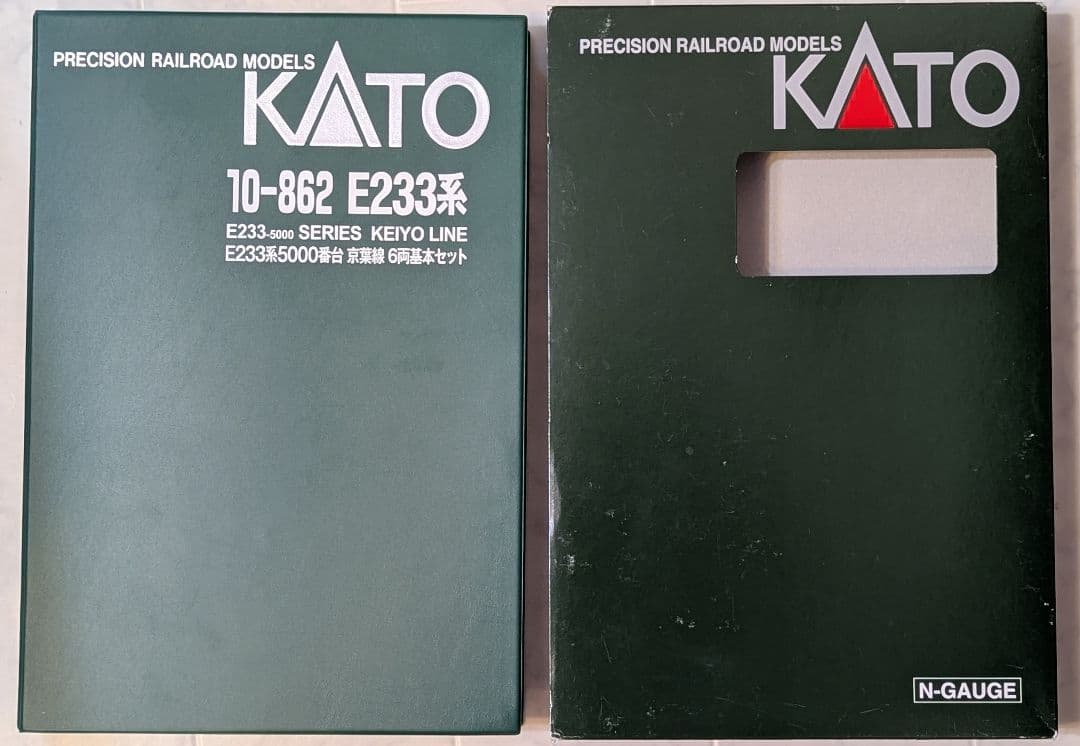 PRECISION RAILROAD MODELS
KATO
10-862 E233系
E233-5000 SERIES KEIYO LINE
E233系5000番台 京葉線 6両基本セット
PRECISION RAILROAD MODELS
KATO
N-GAUGE